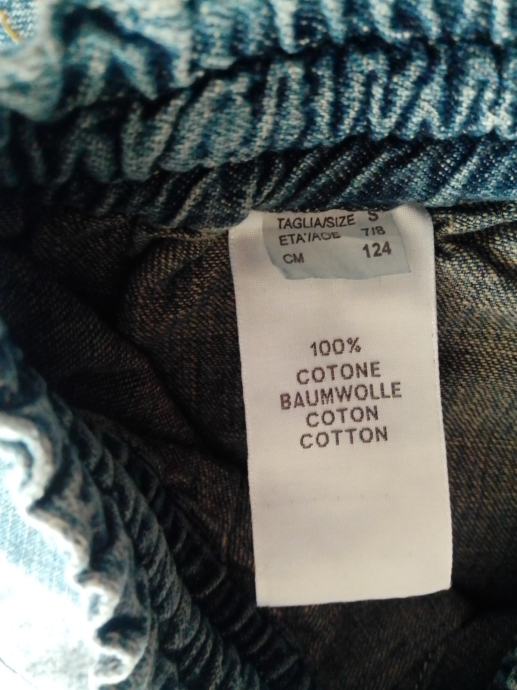 TAGLIA/SIZE S
ETA'/AGE 7/8
CM 124
100%
COTONE
BAUMWOLLE
COTON
COTTON